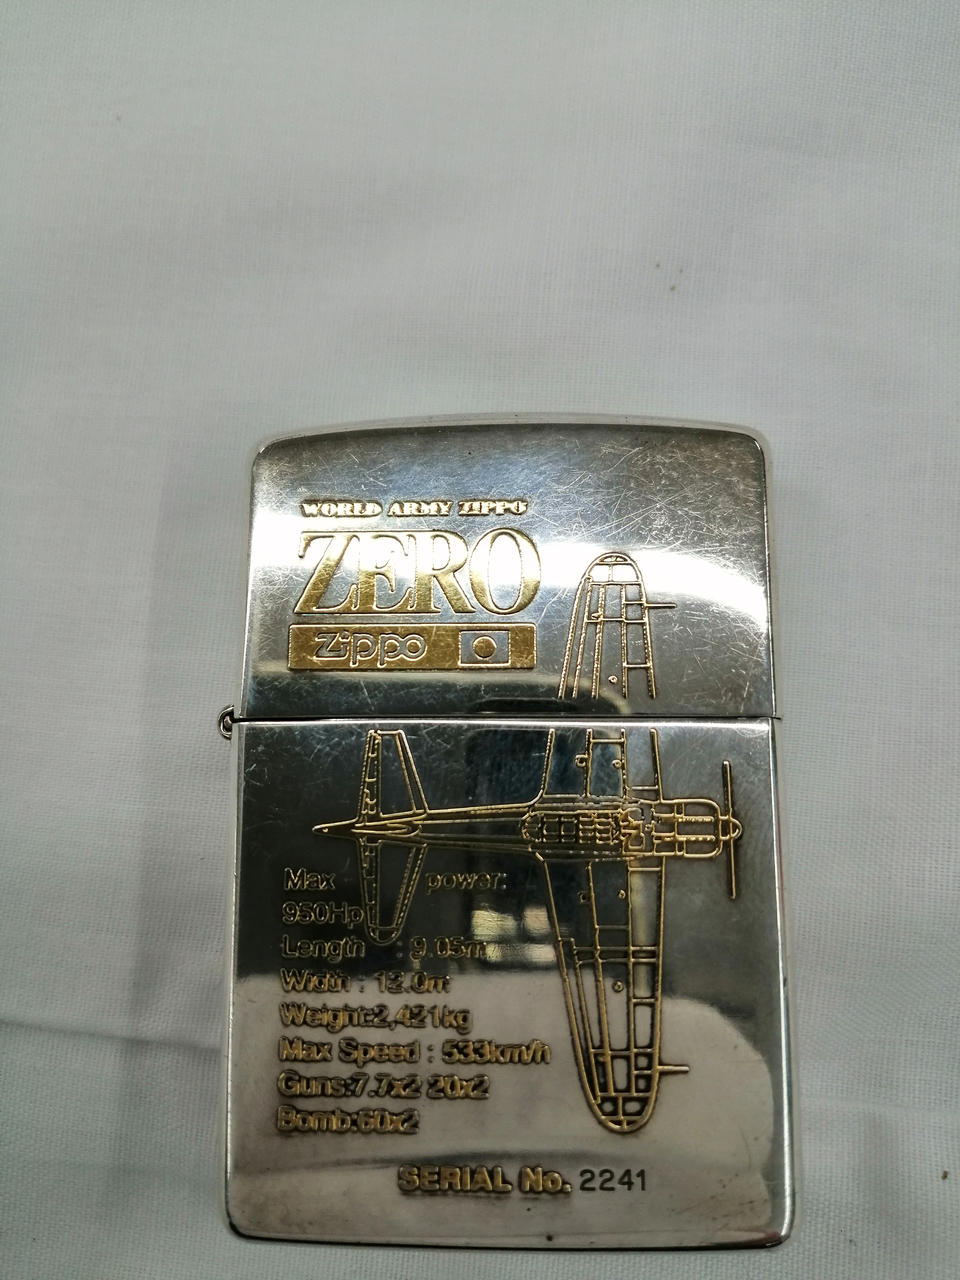 WORLD ARMY ZIPPO
ZERO
Zippo
Max power:
950Hp
Length : 9.05m
Width : 12.0m
Weight:2,421kg
Max Speed : 533km/h
Guns:7.7x2 20x2
Bomb:60x2
SERIAL No. 2241